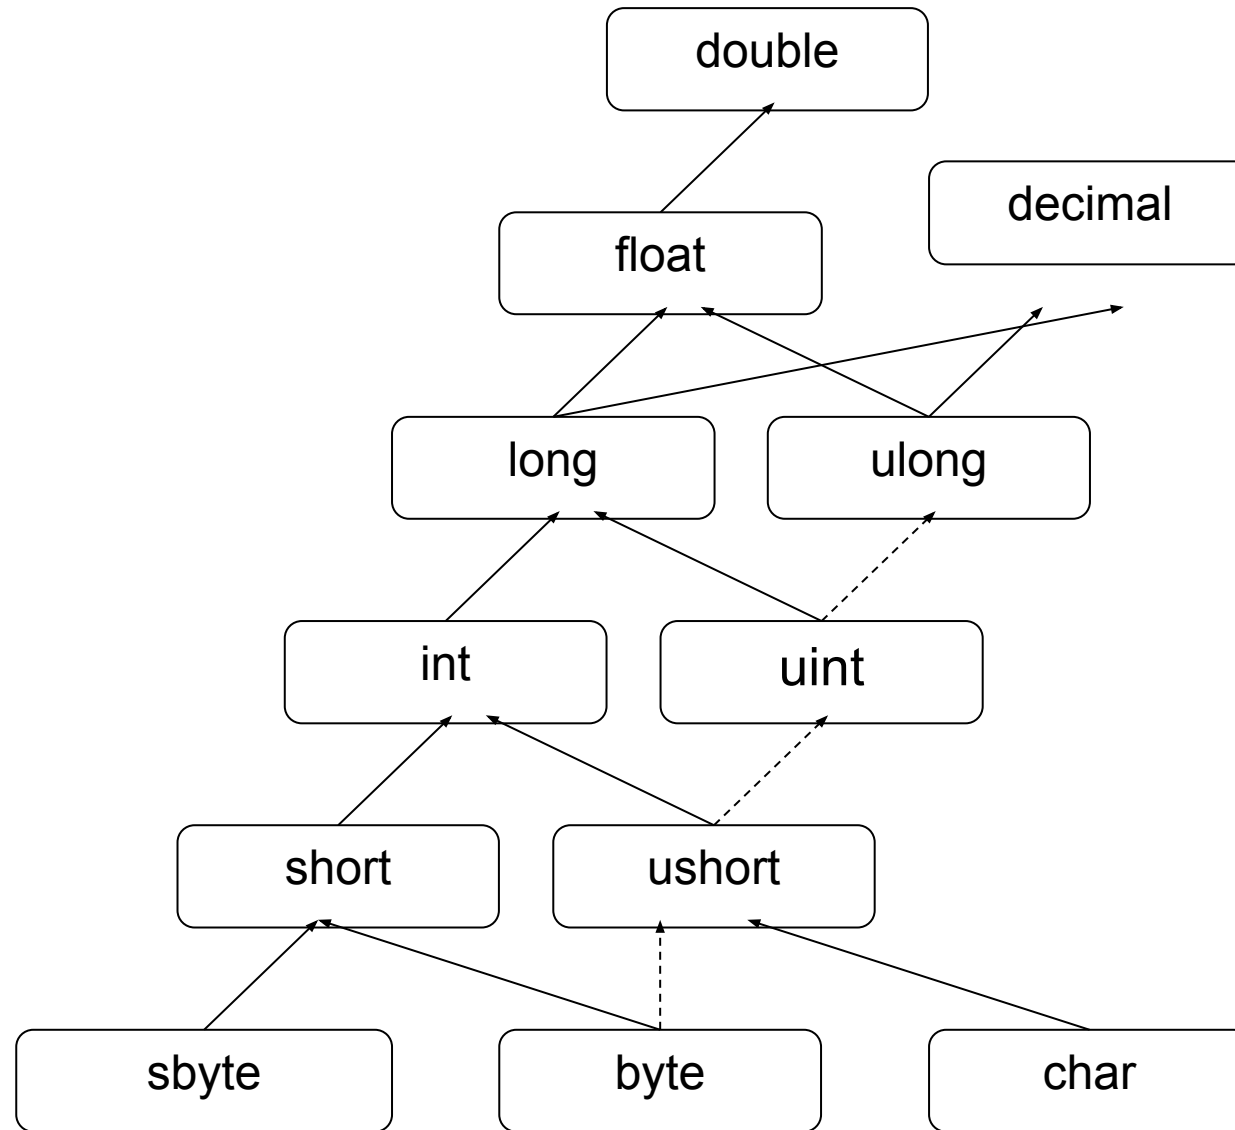 double
decimal
float
long
ulong
int
uint
short
ushort
sbyte
byte
char